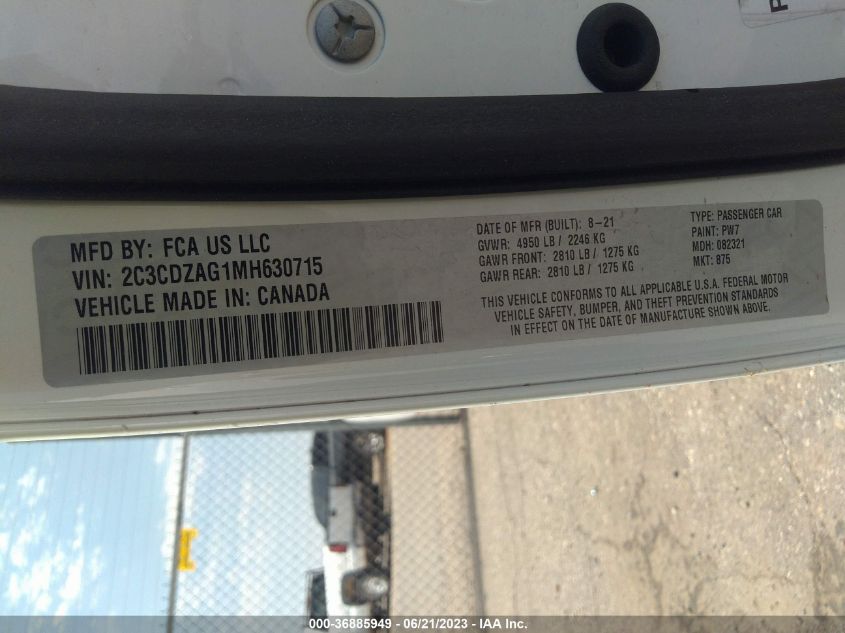 P
MFD BY: FCA US LLC
VIN: 2C3CDZAG1MH630715
VEHICLE MADE IN: CANADA
DATE OF MFR (BUILT): 8-21
GVWR: 4950 LB / 2246 KG
GAWR FRONT: 2810 LB / 1275 KG
GAWR REAR: 2810 LB / 1275 KG
TYPE: PASSENGER CAR
PAINT: PW7
MDH: 082321
MKT: 875
THIS VEHICLE CONFORMS TO ALL APPLICABLE U.S.A. FEDERAL MOTOR
VEHICLE SAFETY, BUMPER, AND THEFT PREVENTION STANDARDS
IN EFFECT ON THE DATE OF MANUFACTURE SHOWN ABOVE.
000-36885949 - 06/21/2023 - IAA Inc.